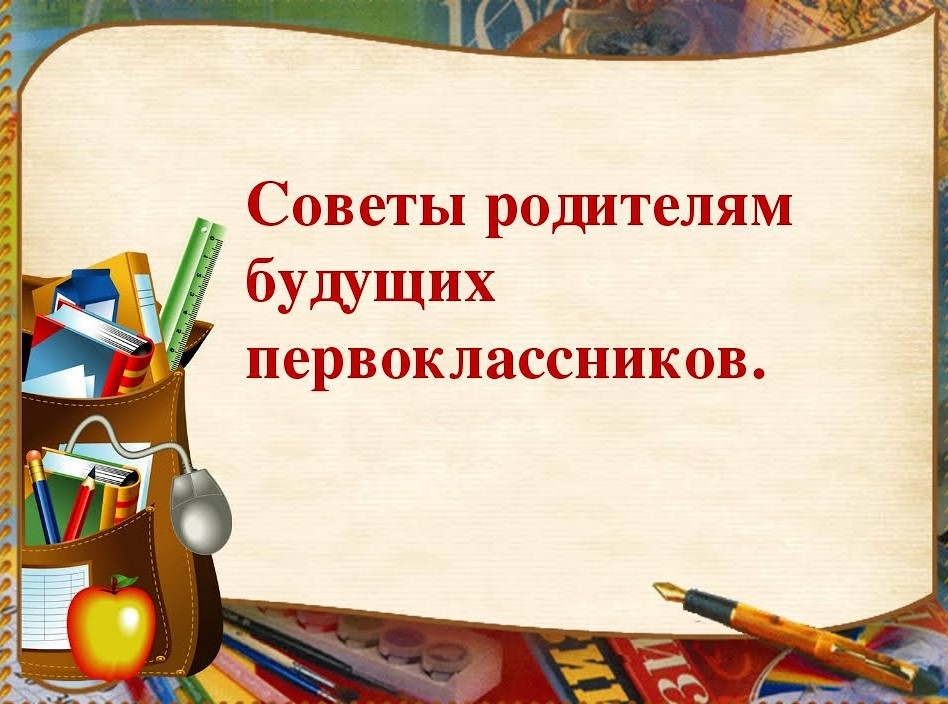 Советы родителям
будущих
первоклассников.